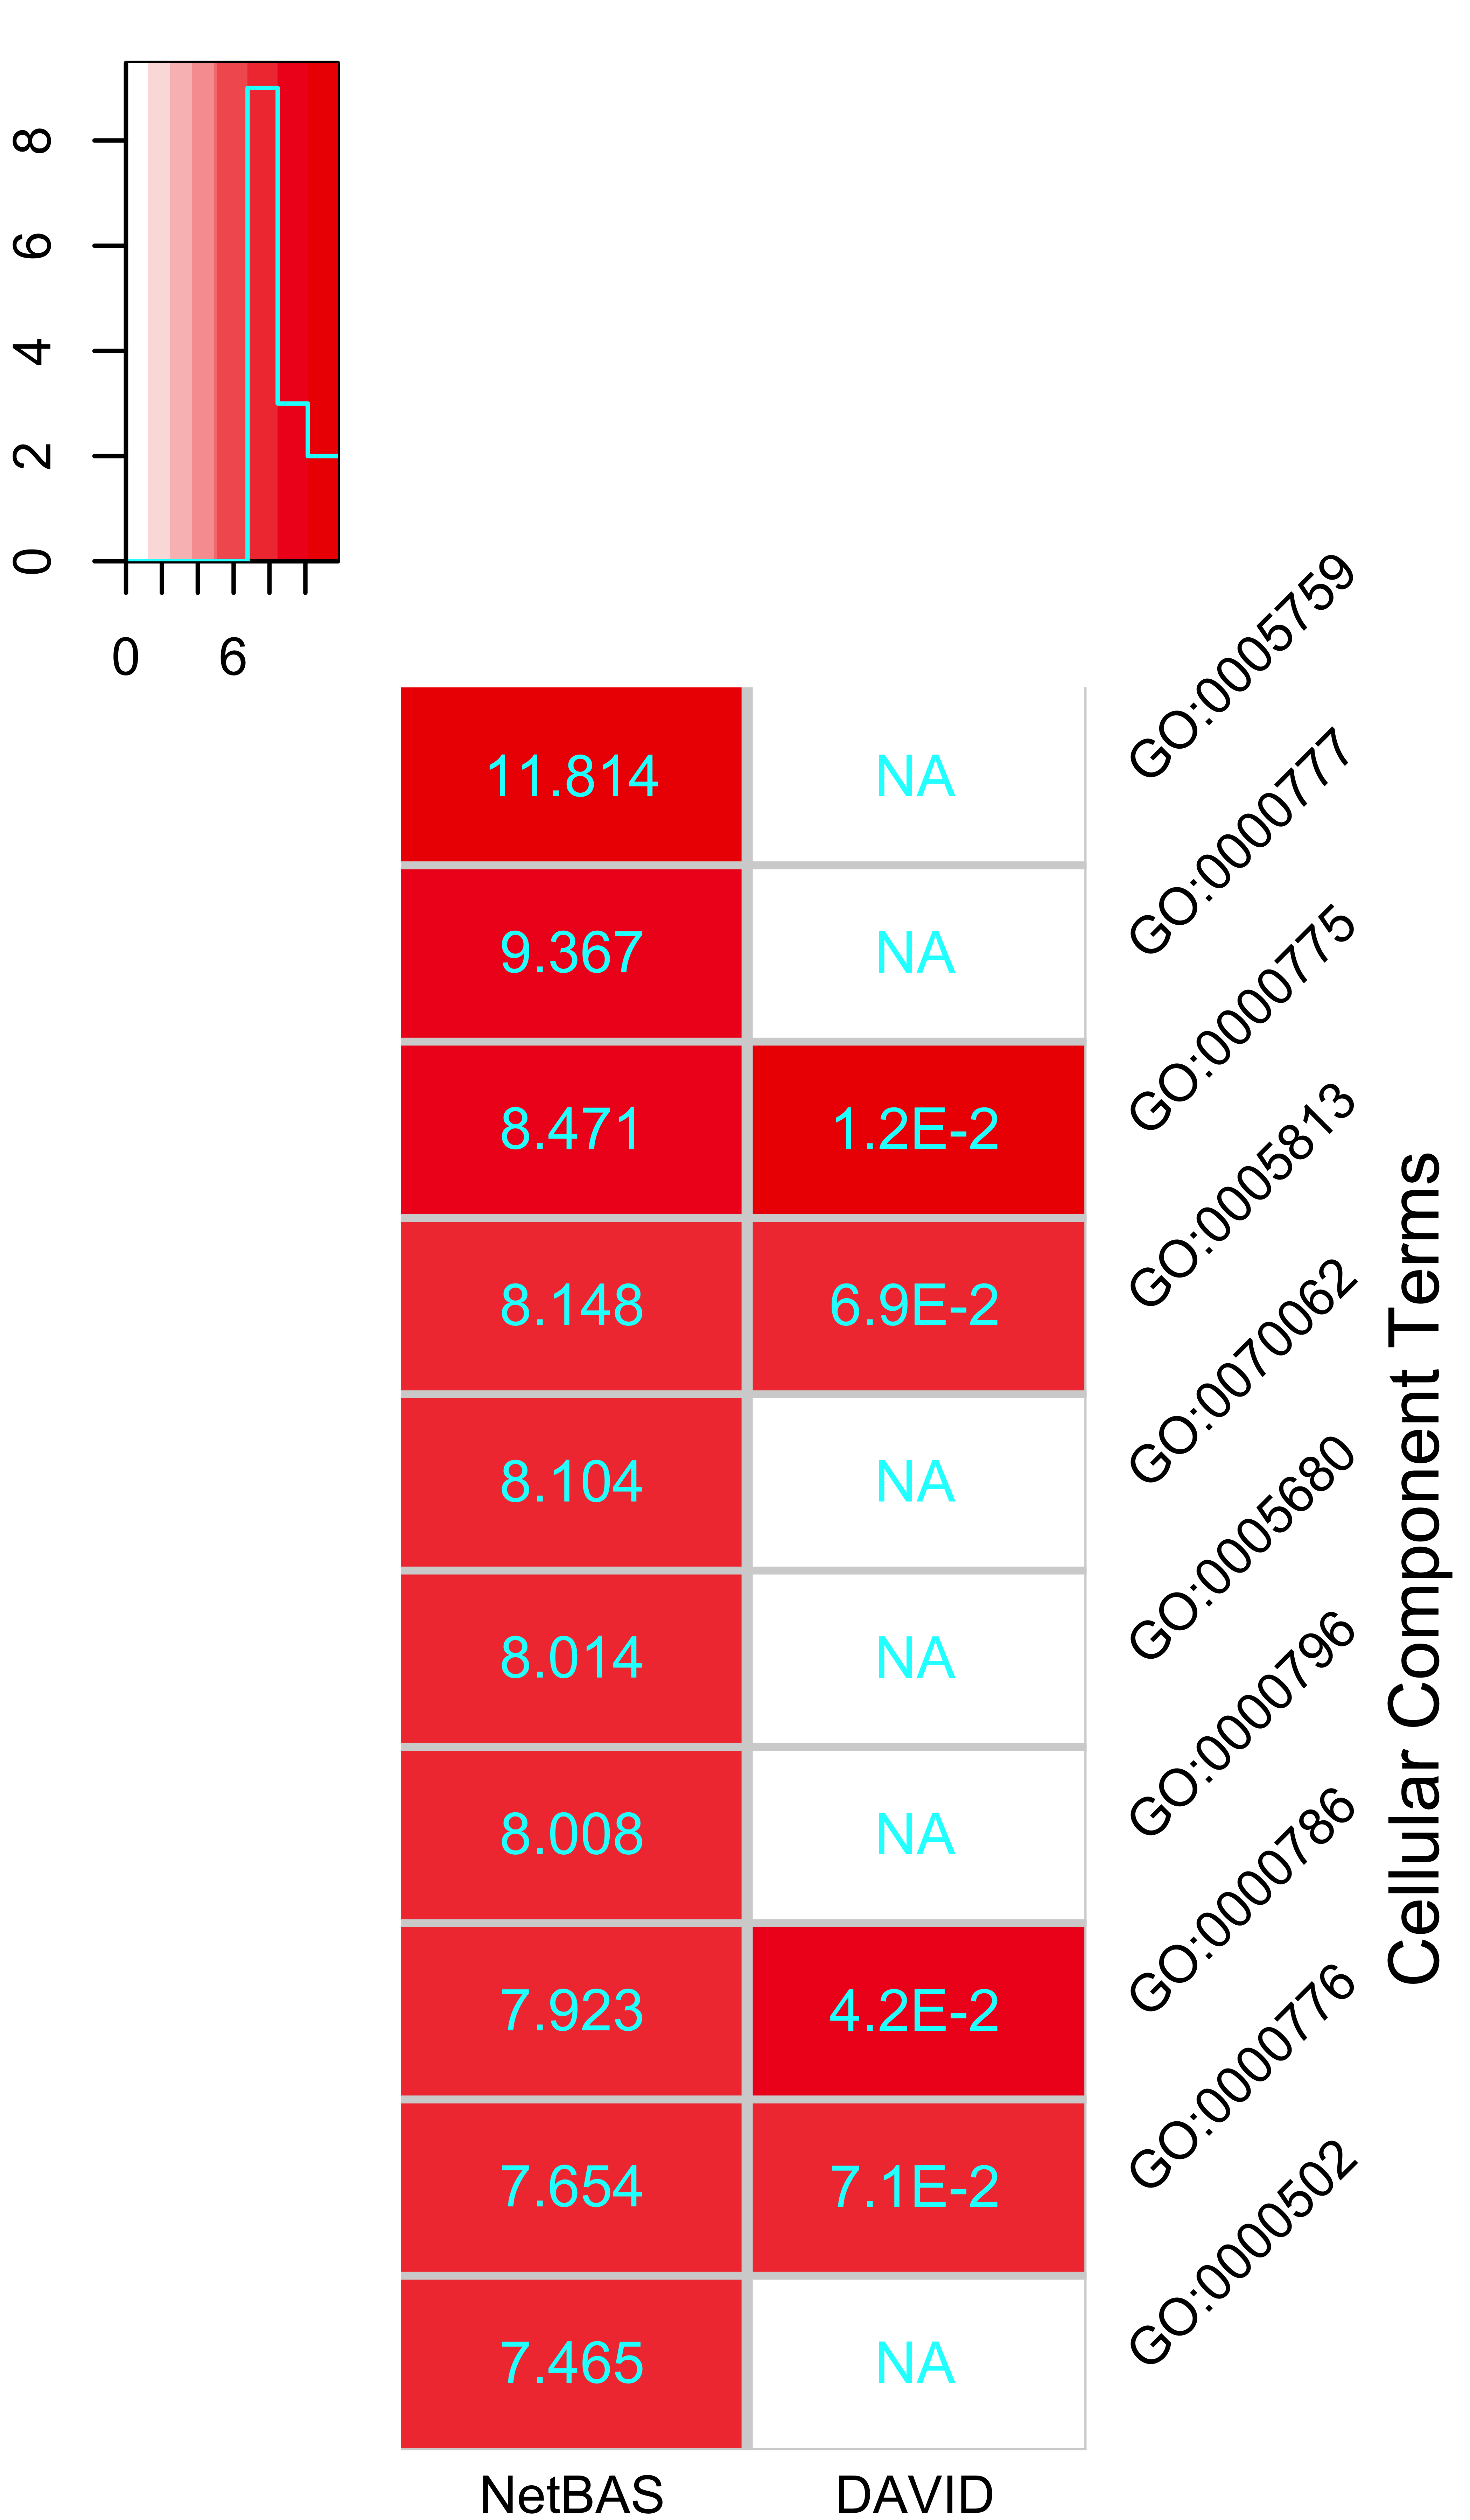 8
6
4
2
0
0 6
11.814 NA GO:0005759
9.367 NA GO:0000777
8.471 1.2E-2 GO:0000775
8.148 6.9E-2 GO:0005813
8.104 NA GO:0070062
8.014 NA GO:0005680
8.008 NA GO:0000796
7.923 4.2E-2 GO:0000786
7.654 7.1E-2 GO:0000776
7.465 NA GO:0000502
NetBAS DAVID
Cellular Component Terms